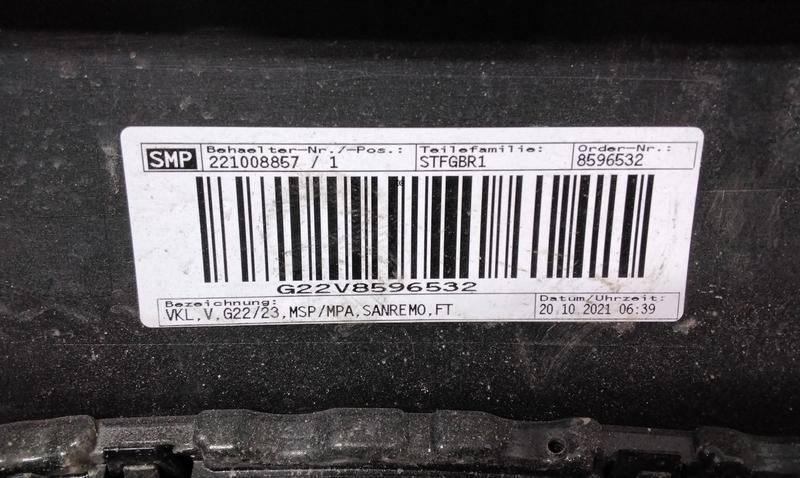 SMP
Behaelter-Nr./-Pos.: Teilefamilie: Order-Nr.:
221008857 / 1 STFGBR1 8596532
G22V8596532
Bezeichnung: Datum/Uhrzeit:
VKL,V,G22/23,MSP/MPA,SANREMO,FT 20 10 2021 06:39